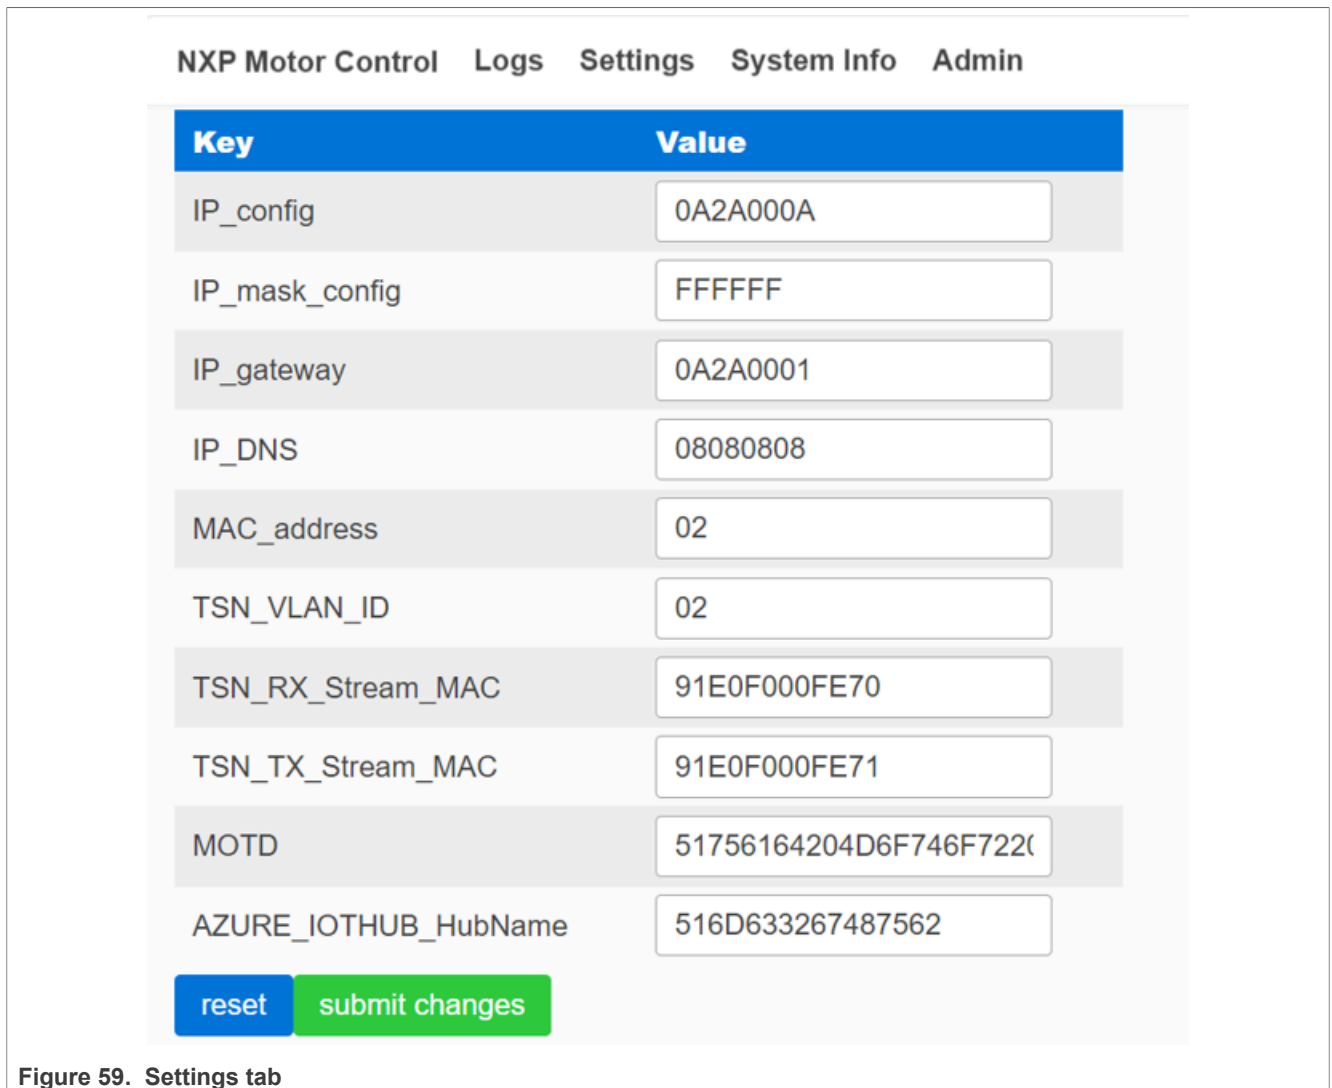 NXP Motor Control Logs Settings System Info Admin
Key Value
IP_config 0A2A000A
IP_mask_config FFFFFF
IP_gateway 0A2A0001
IP_DNS 08080808
MAC_address 02
TSN_VLAN_ID 02
TSN_RX_Stream_MAC 91E0F000FE70
TSN_TX_Stream_MAC 91E0F000FE71
MOTD 51756164204D6F746F7220
AZURE_IOTHUB_HubName 516D633267487562
reset submit changes
Figure 59. Settings tab